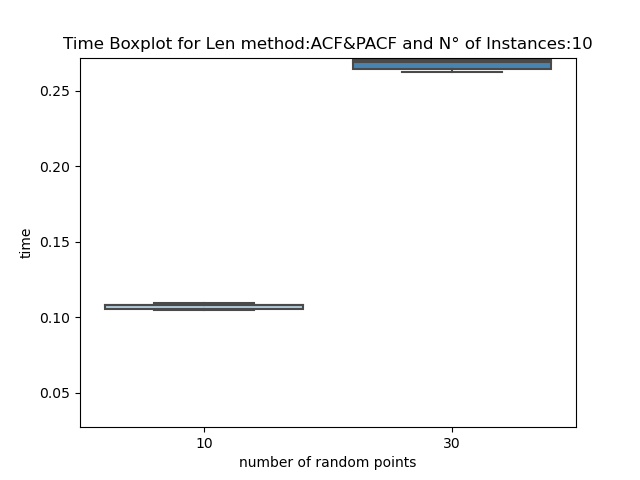 Time Boxplot for Len method:ACF&PACF and N° of Instances:10
0.25
0.20
0.15
0.10
0.05
time
10 30
number of random points